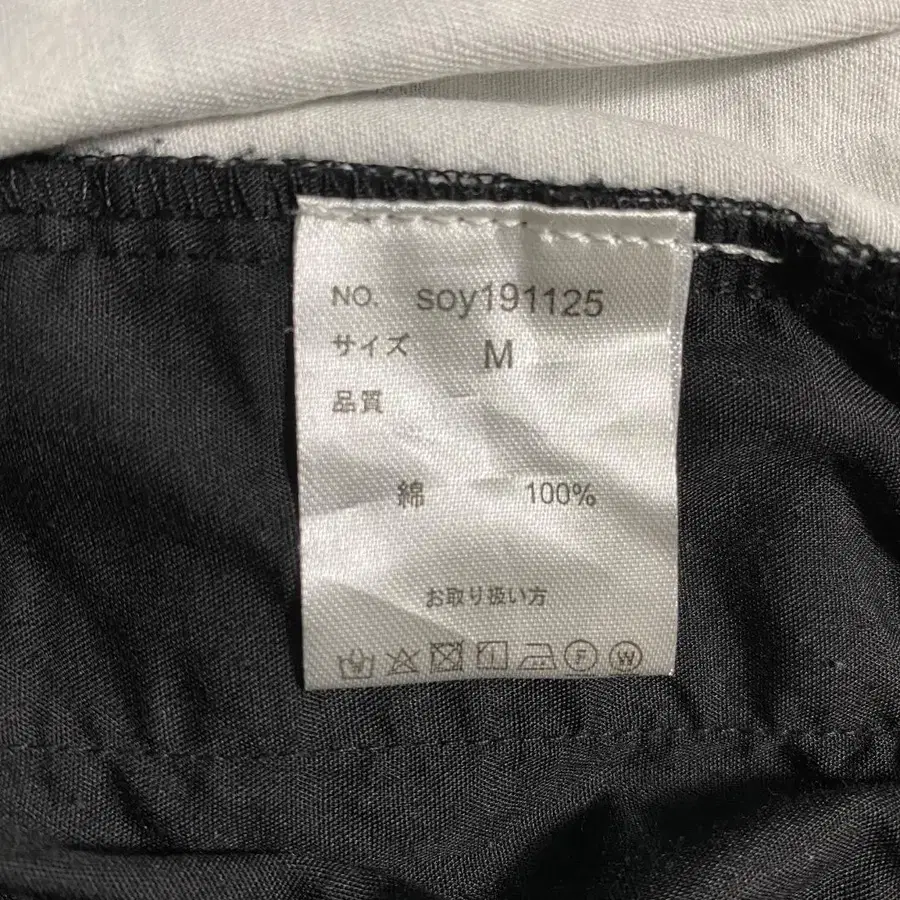 NO. soy191125
サイズ M
品質
綿 100%
お取り扱い方
F W